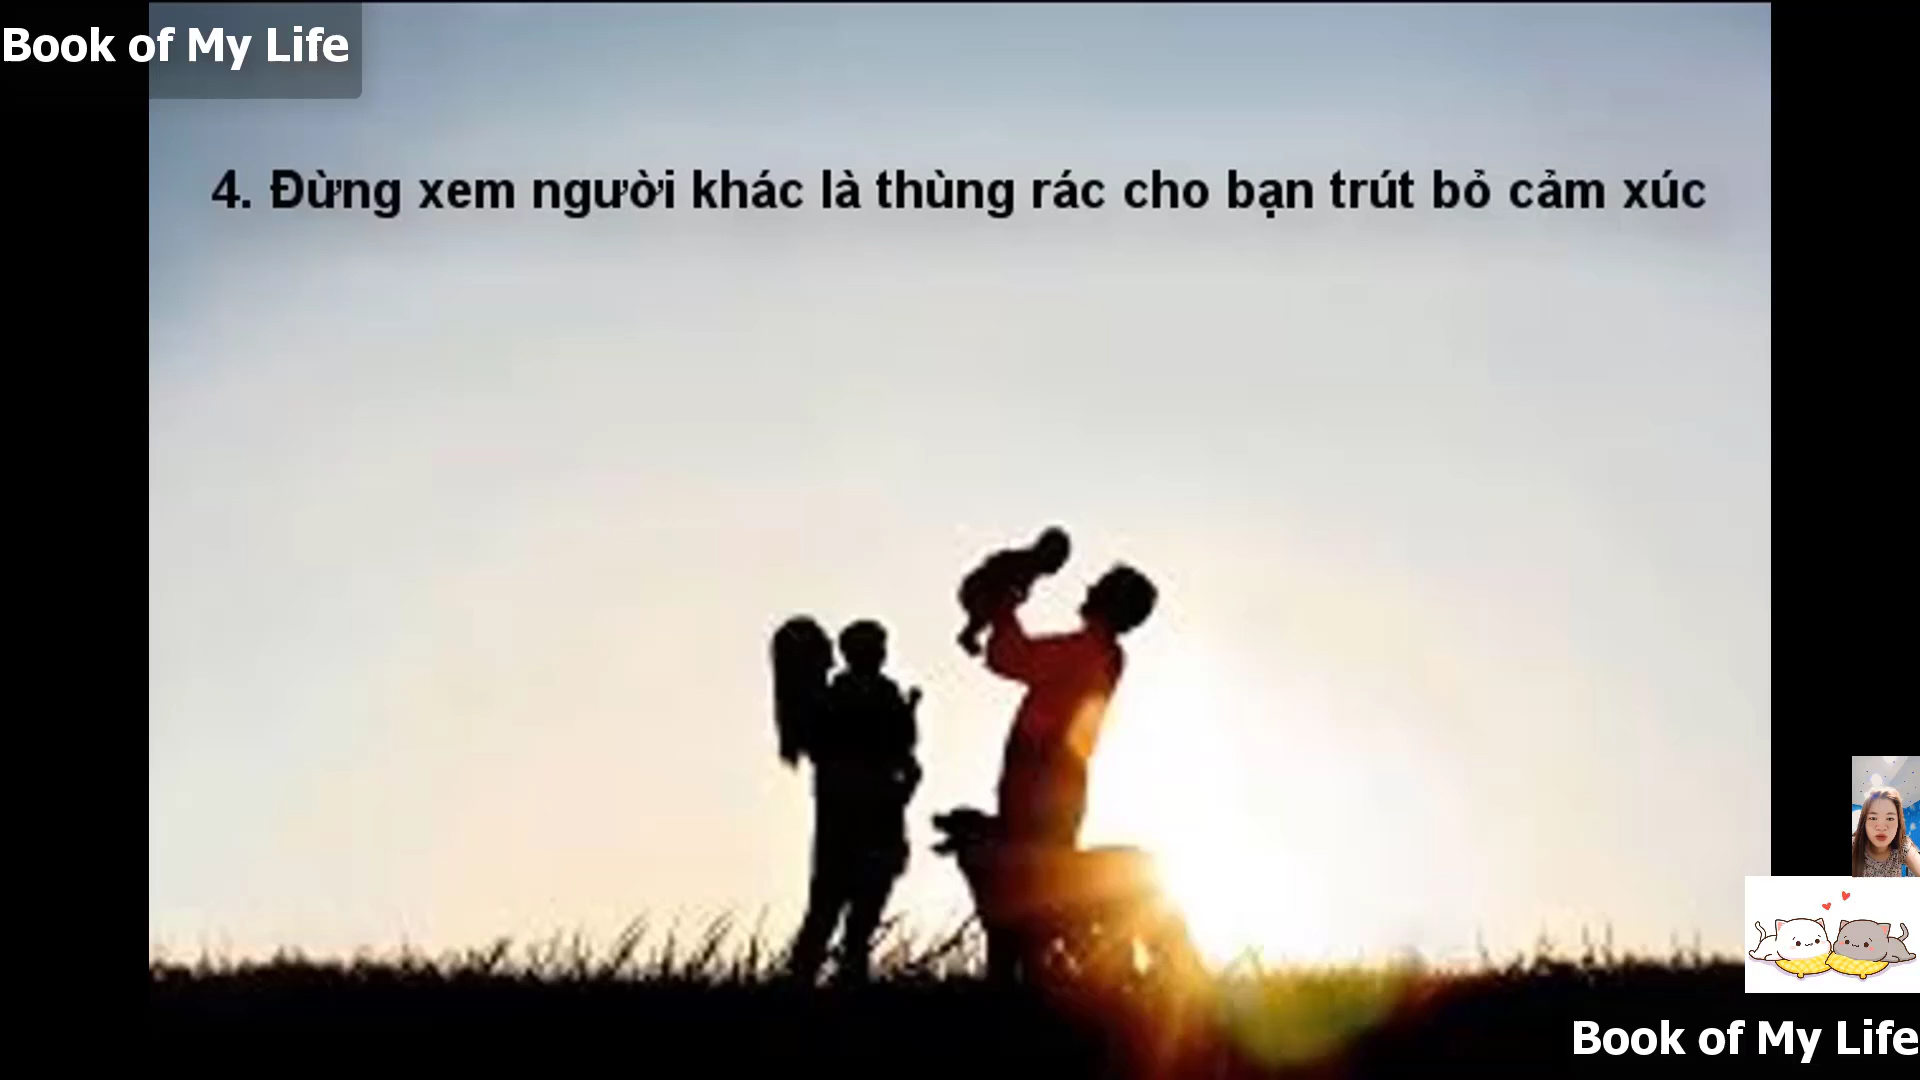 Book of My Life
4. Đừng xem người khác là thùng rác cho bạn trút bỏ cảm xúc
Book of My Life